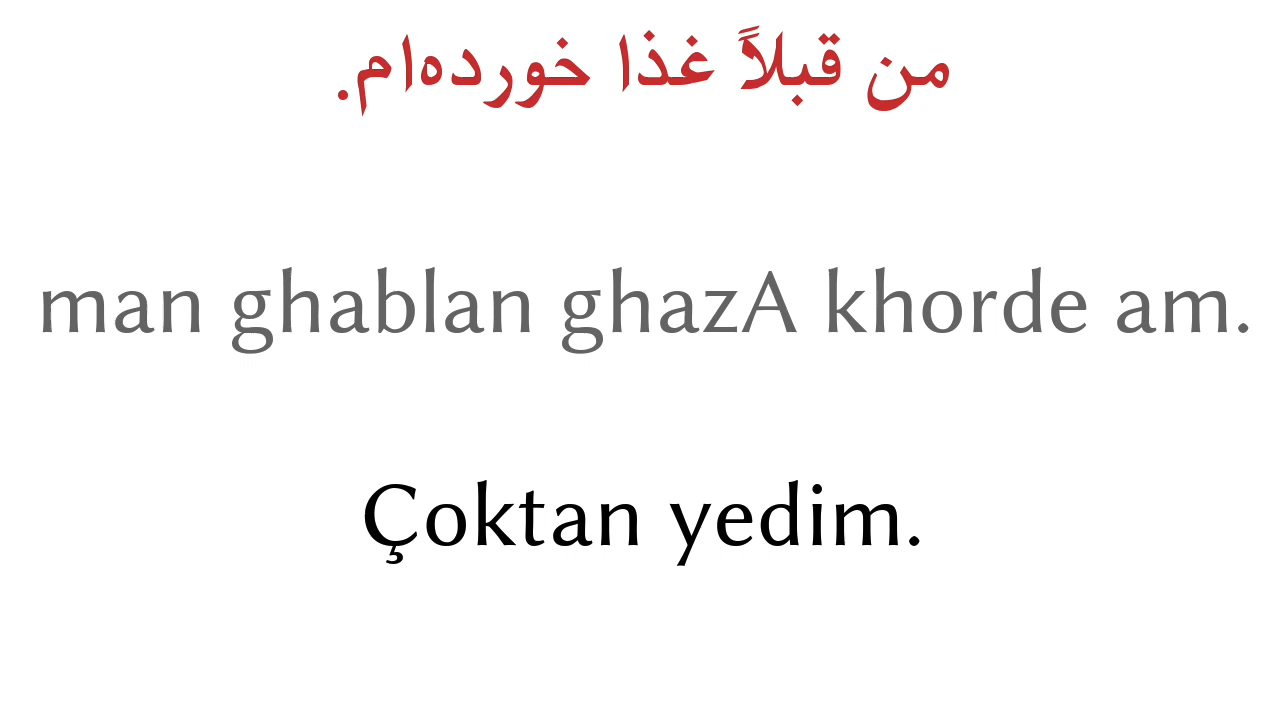 من قبلاً غذا خورده‌ام.
man ghablan ghazA khorde am.
Çoktan yedim.